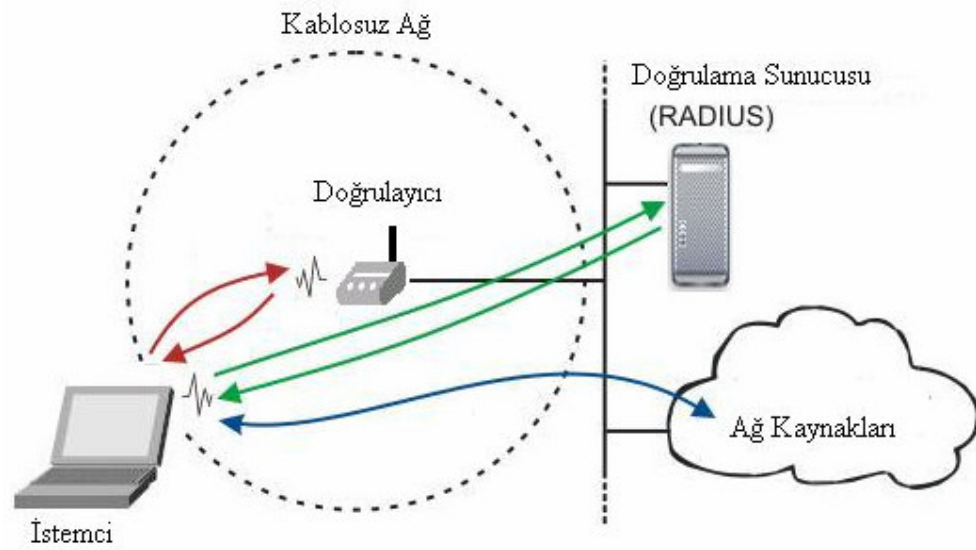 Kablosuz Ağ
Doğrulama Sunucusu
(RADIUS)
Doğrulayıcı
Ağ Kaynakları
İstemci